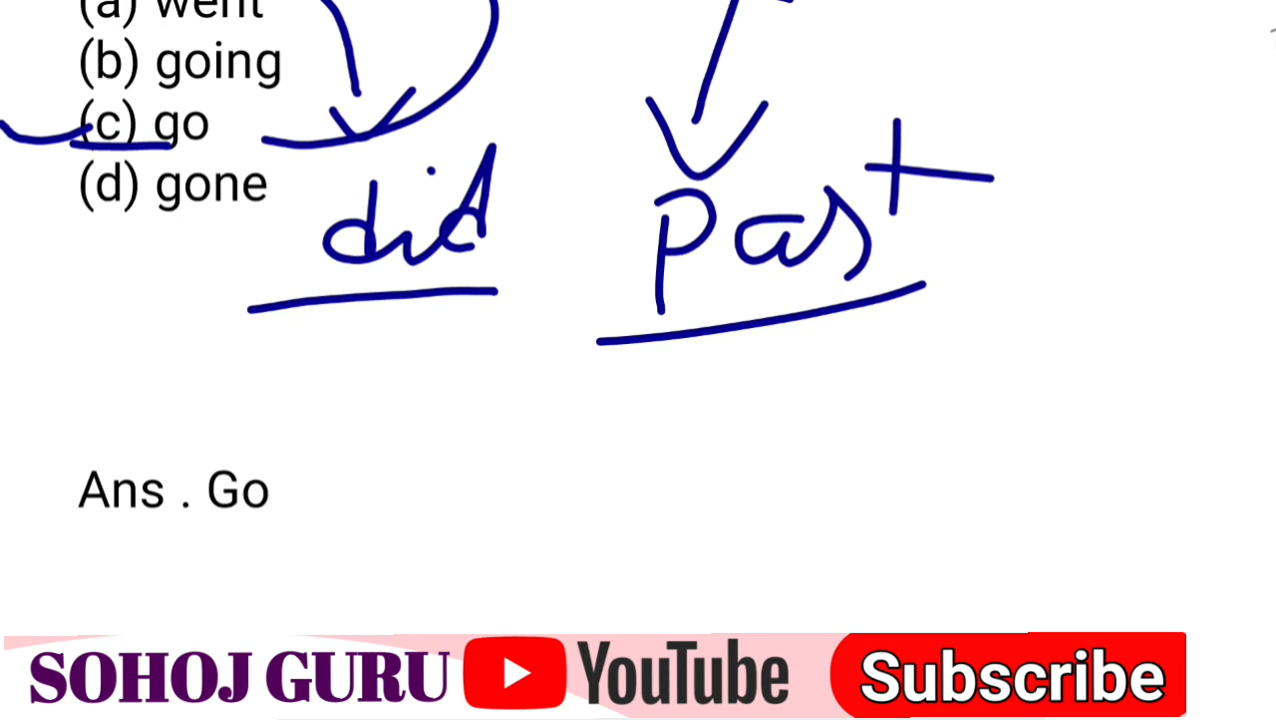 (a) went
(b) going
(c) go
(d) gone
did past
Ans . Go
SOHOJ GURU YouTube Subscribe